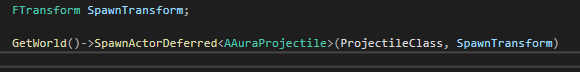 FTransform SpawnTransform;
GetWorld()->SpawnActorDeferred<AAuraProjectile>(ProjectileClass, SpawnTransform)